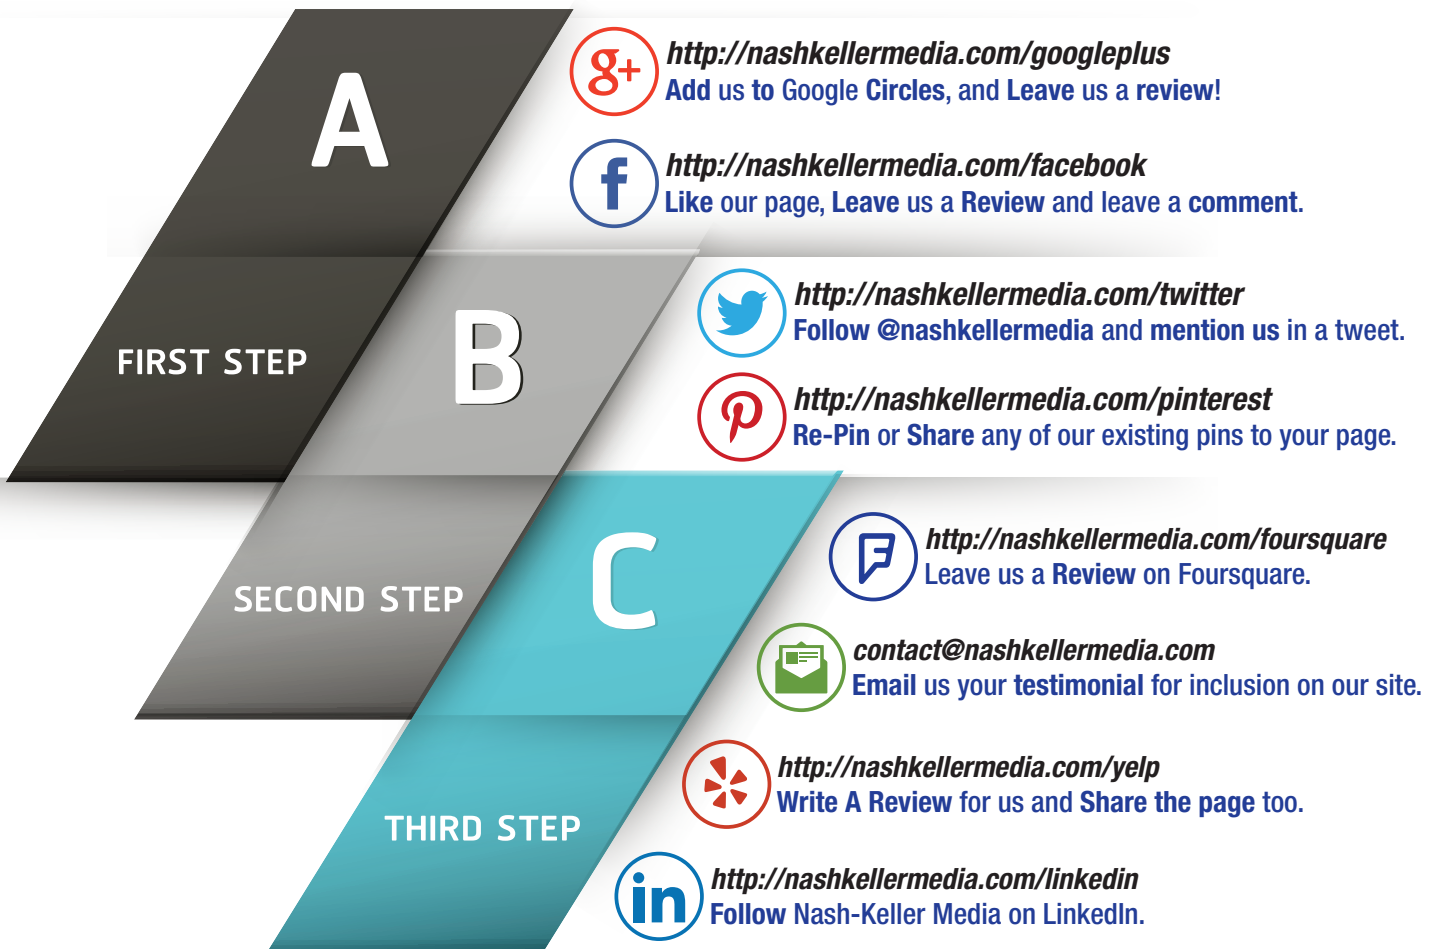 A
FIRST STEP
g+ http://nashkellermedia.com/googleplus
Add us to Google Circles, and Leave us a review!
f http://nashkellermedia.com/facebook
Like our page, Leave us a Review and leave a comment.
B
SECOND STEP
http://nashkellermedia.com/twitter
Follow @nashkellermedia and mention us in a tweet.
http://nashkellermedia.com/pinterest
Re-Pin or Share any of our existing pins to your page.
C
THIRD STEP
http://nashkellermedia.com/foursquare
Leave us a Review on Foursquare.
contact@nashkellermedia.com
Email us your testimonial for inclusion on our site.
http://nashkellermedia.com/yelp
Write A Review for us and Share the page too.
in http://nashkellermedia.com/linkedin
Follow Nash-Keller Media on LinkedIn.